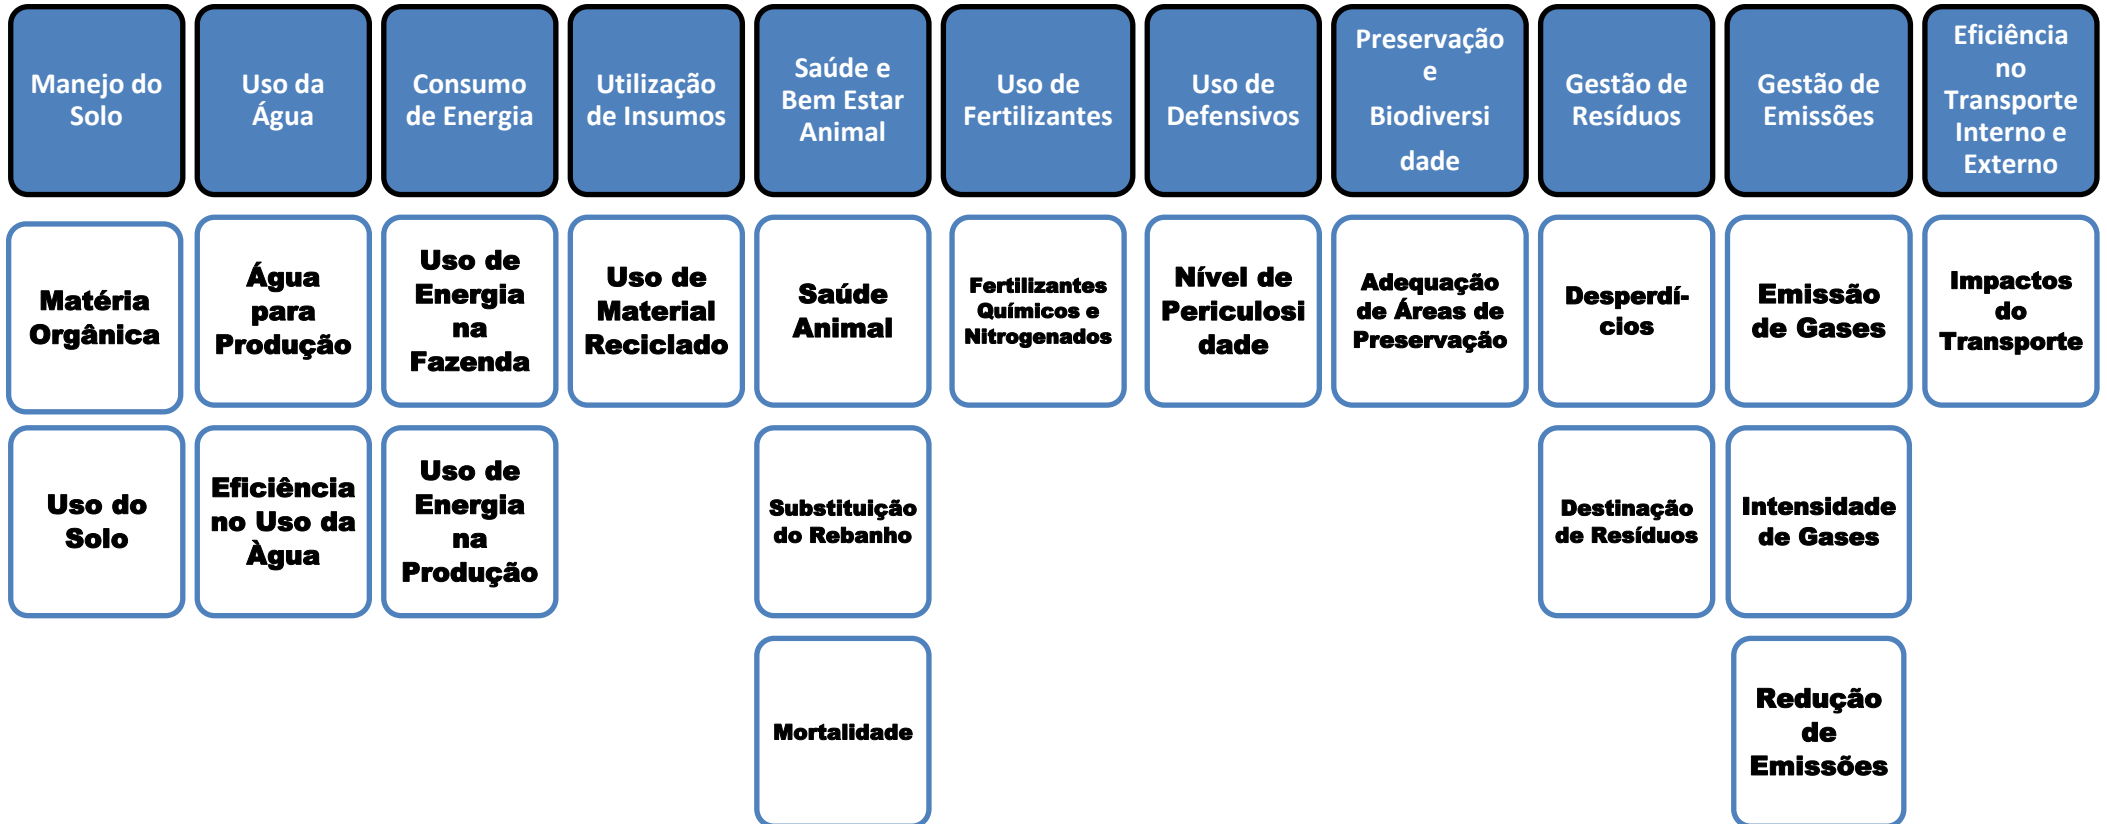 Manejo do
Solo
Uso da
Água
Consumo
de Energia
Utilização
de Insumos
Saúde e
Bem Estar
Animal
Uso de
Fertilizantes
Uso de
Defensivos
Preservação
e
Biodiversi
dade
Gestão de
Resíduos
Gestão de
Emissões
Eficiência
no
Transporte
Interno e
Externo
Matéria
Orgânica
Água
para
Produção
Uso de
Energia
na
Fazenda
Uso de
Material
Reciclado
Saúde
Animal
Fertilizantes
Químicos e
Nitrogenados
Nível de
Periculosi
dade
Adequação
de Áreas de
Preservação
Desperdí-
cios
Emissão
de Gases
Impactos
do
Transporte
Uso do
Solo
Eficiência
no Uso da
Àgua
Uso de
Energia
na
Produção
Substituição
do Rebanho
Destinação
de Resíduos
Intensidade
de Gases
Mortalidade
Redução
de
Emissões